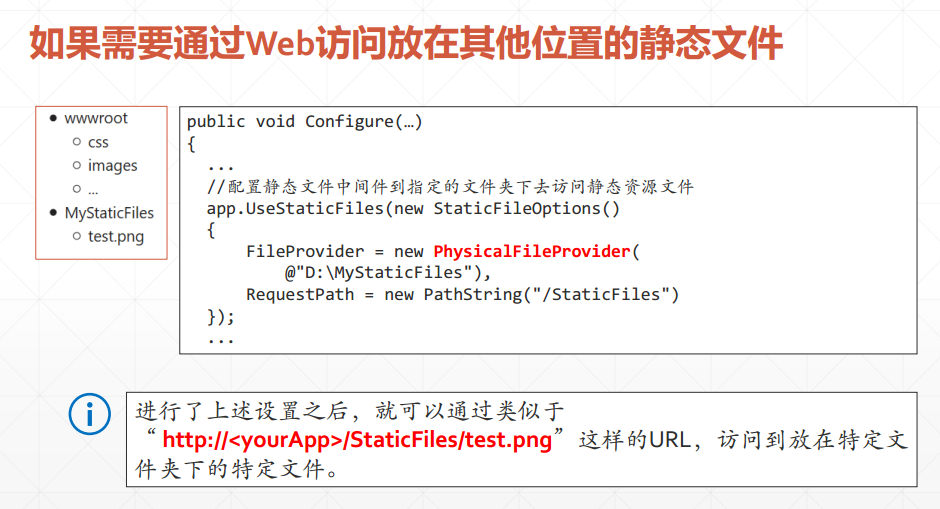 如果需要通过Web访问放在其他位置的静态文件
wwwroot
css
images
...
MyStaticFiles
test.png
public void Configure(…)
{
...
//配置静态文件中间件到指定的文件夹下去访问静态资源文件
app.UseStaticFiles(new StaticFileOptions()
{
FileProvider = new PhysicalFileProvider(
@"D:\MyStaticFiles"),
RequestPath = new PathString("/StaticFiles")
});
...
进行了上述设置之后，就可以通过类似于
“http://<yourApp>/StaticFiles/test.png”这样的URL，访问到放在特定文
件夹下的特定文件。